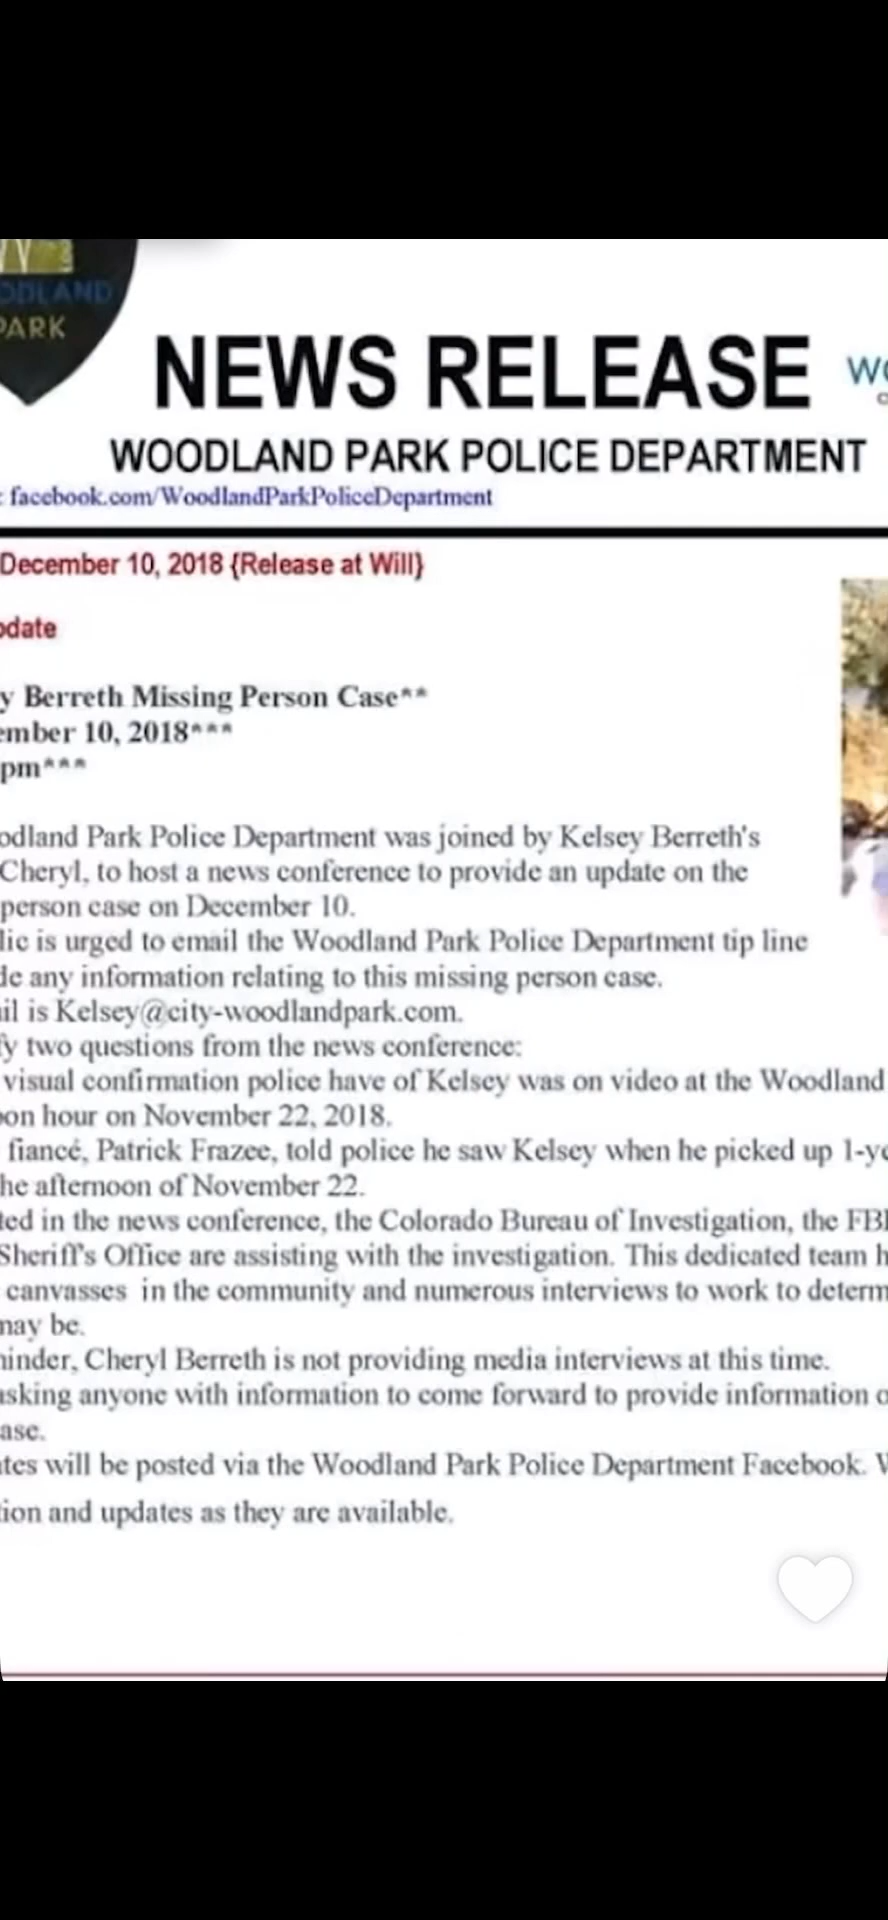 ODLAND
PARK
NEWS RELEASE
WOODLAND PARK POLICE DEPARTMENT
: facebook.com/WoodlandParkPoliceDepartment
December 10, 2018 {Release at Will}
pdate
y Berreth Missing Person Case**
ember 10, 2018***
pm***
odland Park Police Department was joined by Kelsey Berreth's
Cheryl, to host a news conference to provide an update on the
person case on December 10.
lic is urged to email the Woodland Park Police Department tip line
de any information relating to this missing person case.
ail is Kelsey@city-woodlandpark.com.
fy two questions from the news conference:
visual confirmation police have of Kelsey was on video at the Woodland
oon hour on November 22, 2018.
fiancé, Patrick Frazee, told police he saw Kelsey when he picked up 1-ye
he afternoon of November 22.
ted in the news conference, the Colorado Bureau of Investigation, the FBI
Sheriff's Office are assisting with the investigation. This dedicated team h
canvasses in the community and numerous interviews to work to determ
may be.
ninder, Cheryl Berreth is not providing media interviews at this time.
asking anyone with information to come forward to provide information o
ase.
ates will be posted via the Woodland Park Police Department Facebook. W
tion and updates as they are available.